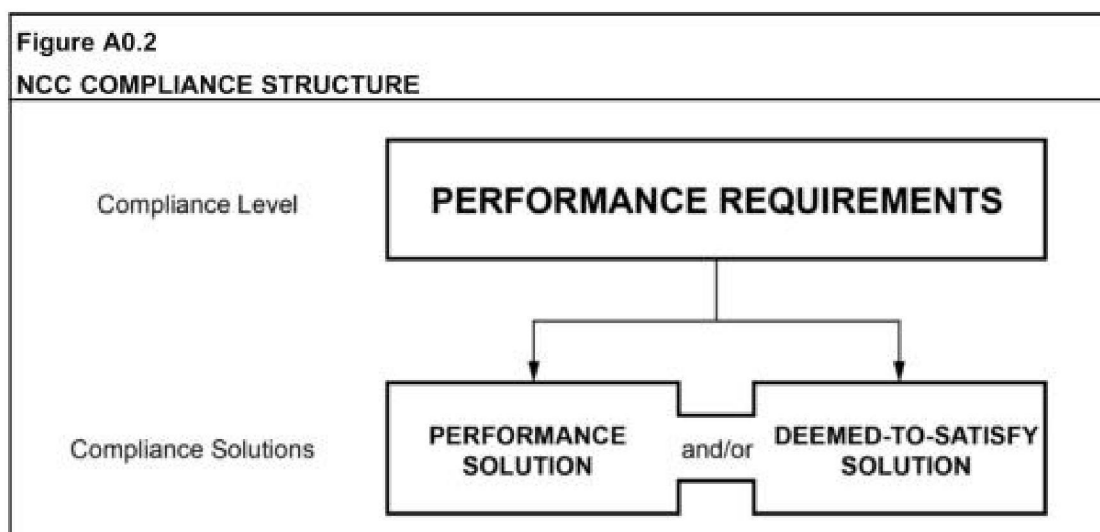 Figure A0.2
NCC COMPLIANCE STRUCTURE
Compliance Level
PERFORMANCE REQUIREMENTS
Compliance Solutions
PERFORMANCE
SOLUTION
and/or
DEEMED-TO-SATISFY
SOLUTION